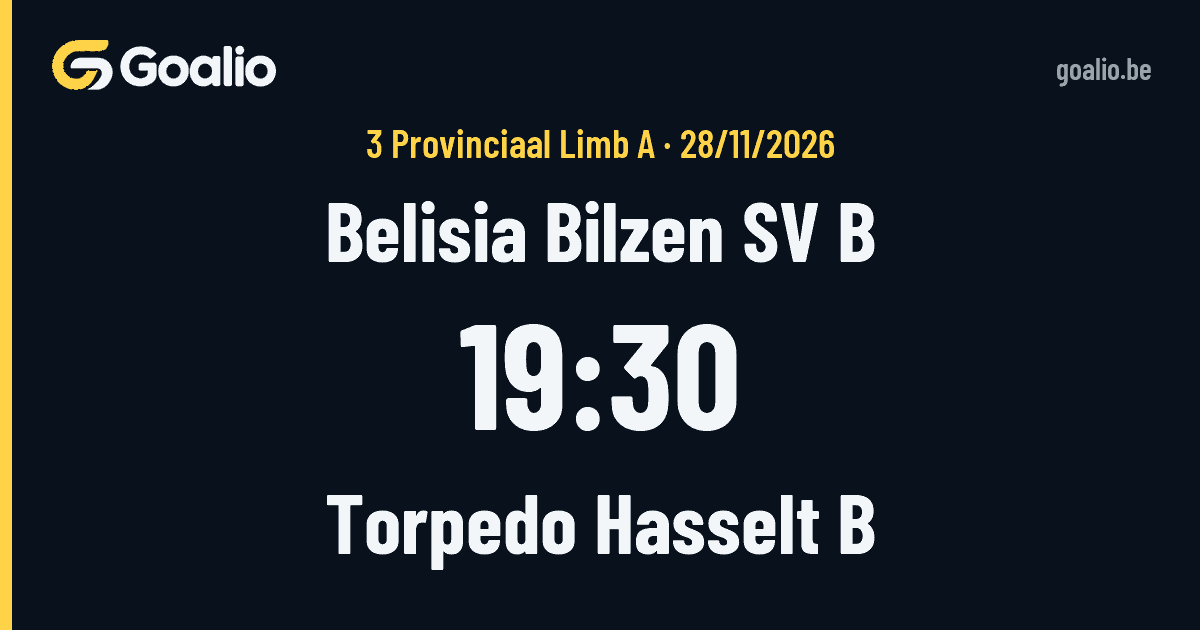 Goalio
goalio.be
3 Provinciaal Limb A · 28/11/2026
Belisia Bilzen SV B
19:30
Torpedo Hasselt B